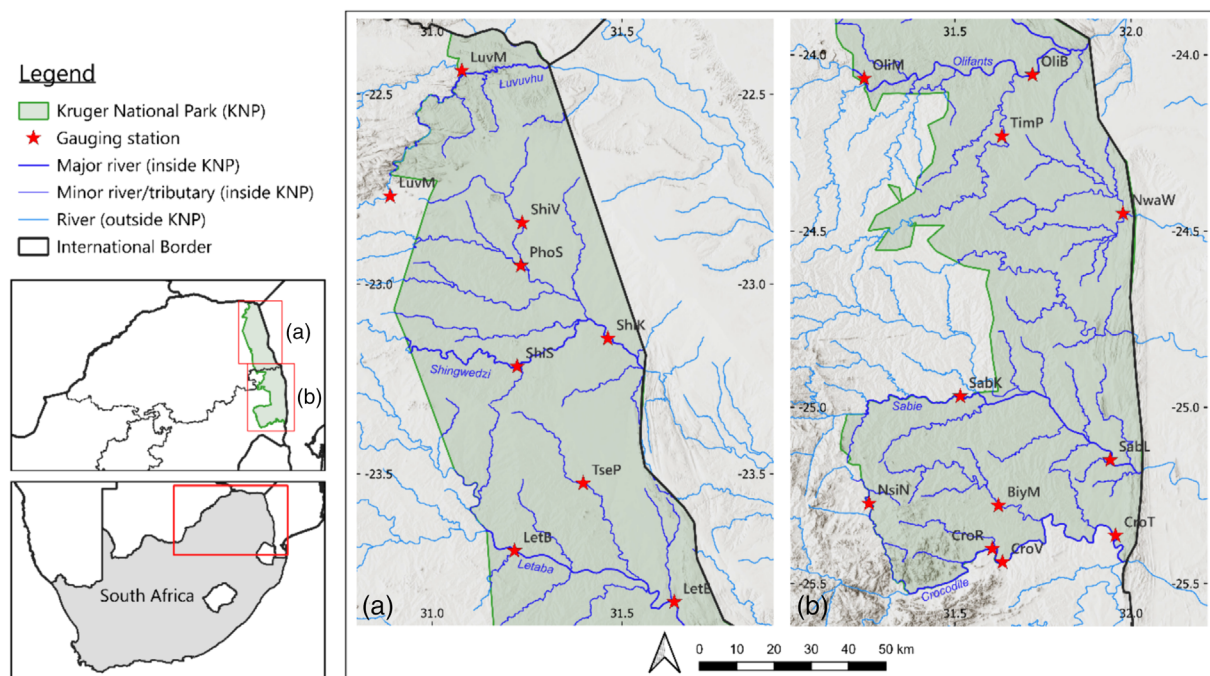 Legend
Kruger National Park (KNP)
Gauging station
Major river (inside KNP)
Minor river/tributary (inside KNP)
River (outside KNP)
International Border
(a)
(b)
South Africa
31.0
31.5
LuvM
Luvuvhu
-22.5
-22.5
LuvM
ShiV
PhoS
-23.0
-23.0
ShiK
ShiS
Shingwedzi
-23.5
-23.5
TseP
LetB
Letaba
LetE
(a)
31.0
31.5
31.5
32.0
-24.0
-24.0
OliM
Olifants
OliB
TimP
NwaW
-24.5
-24.5
SabK
Sabie
-25.0
-25.0
SabL
NsiN
BiyM
CroR
CroV
CroT
Crocodile
-25.5
-25.5
(b)
31.5
32.0
0 10 20 30 40 50 km